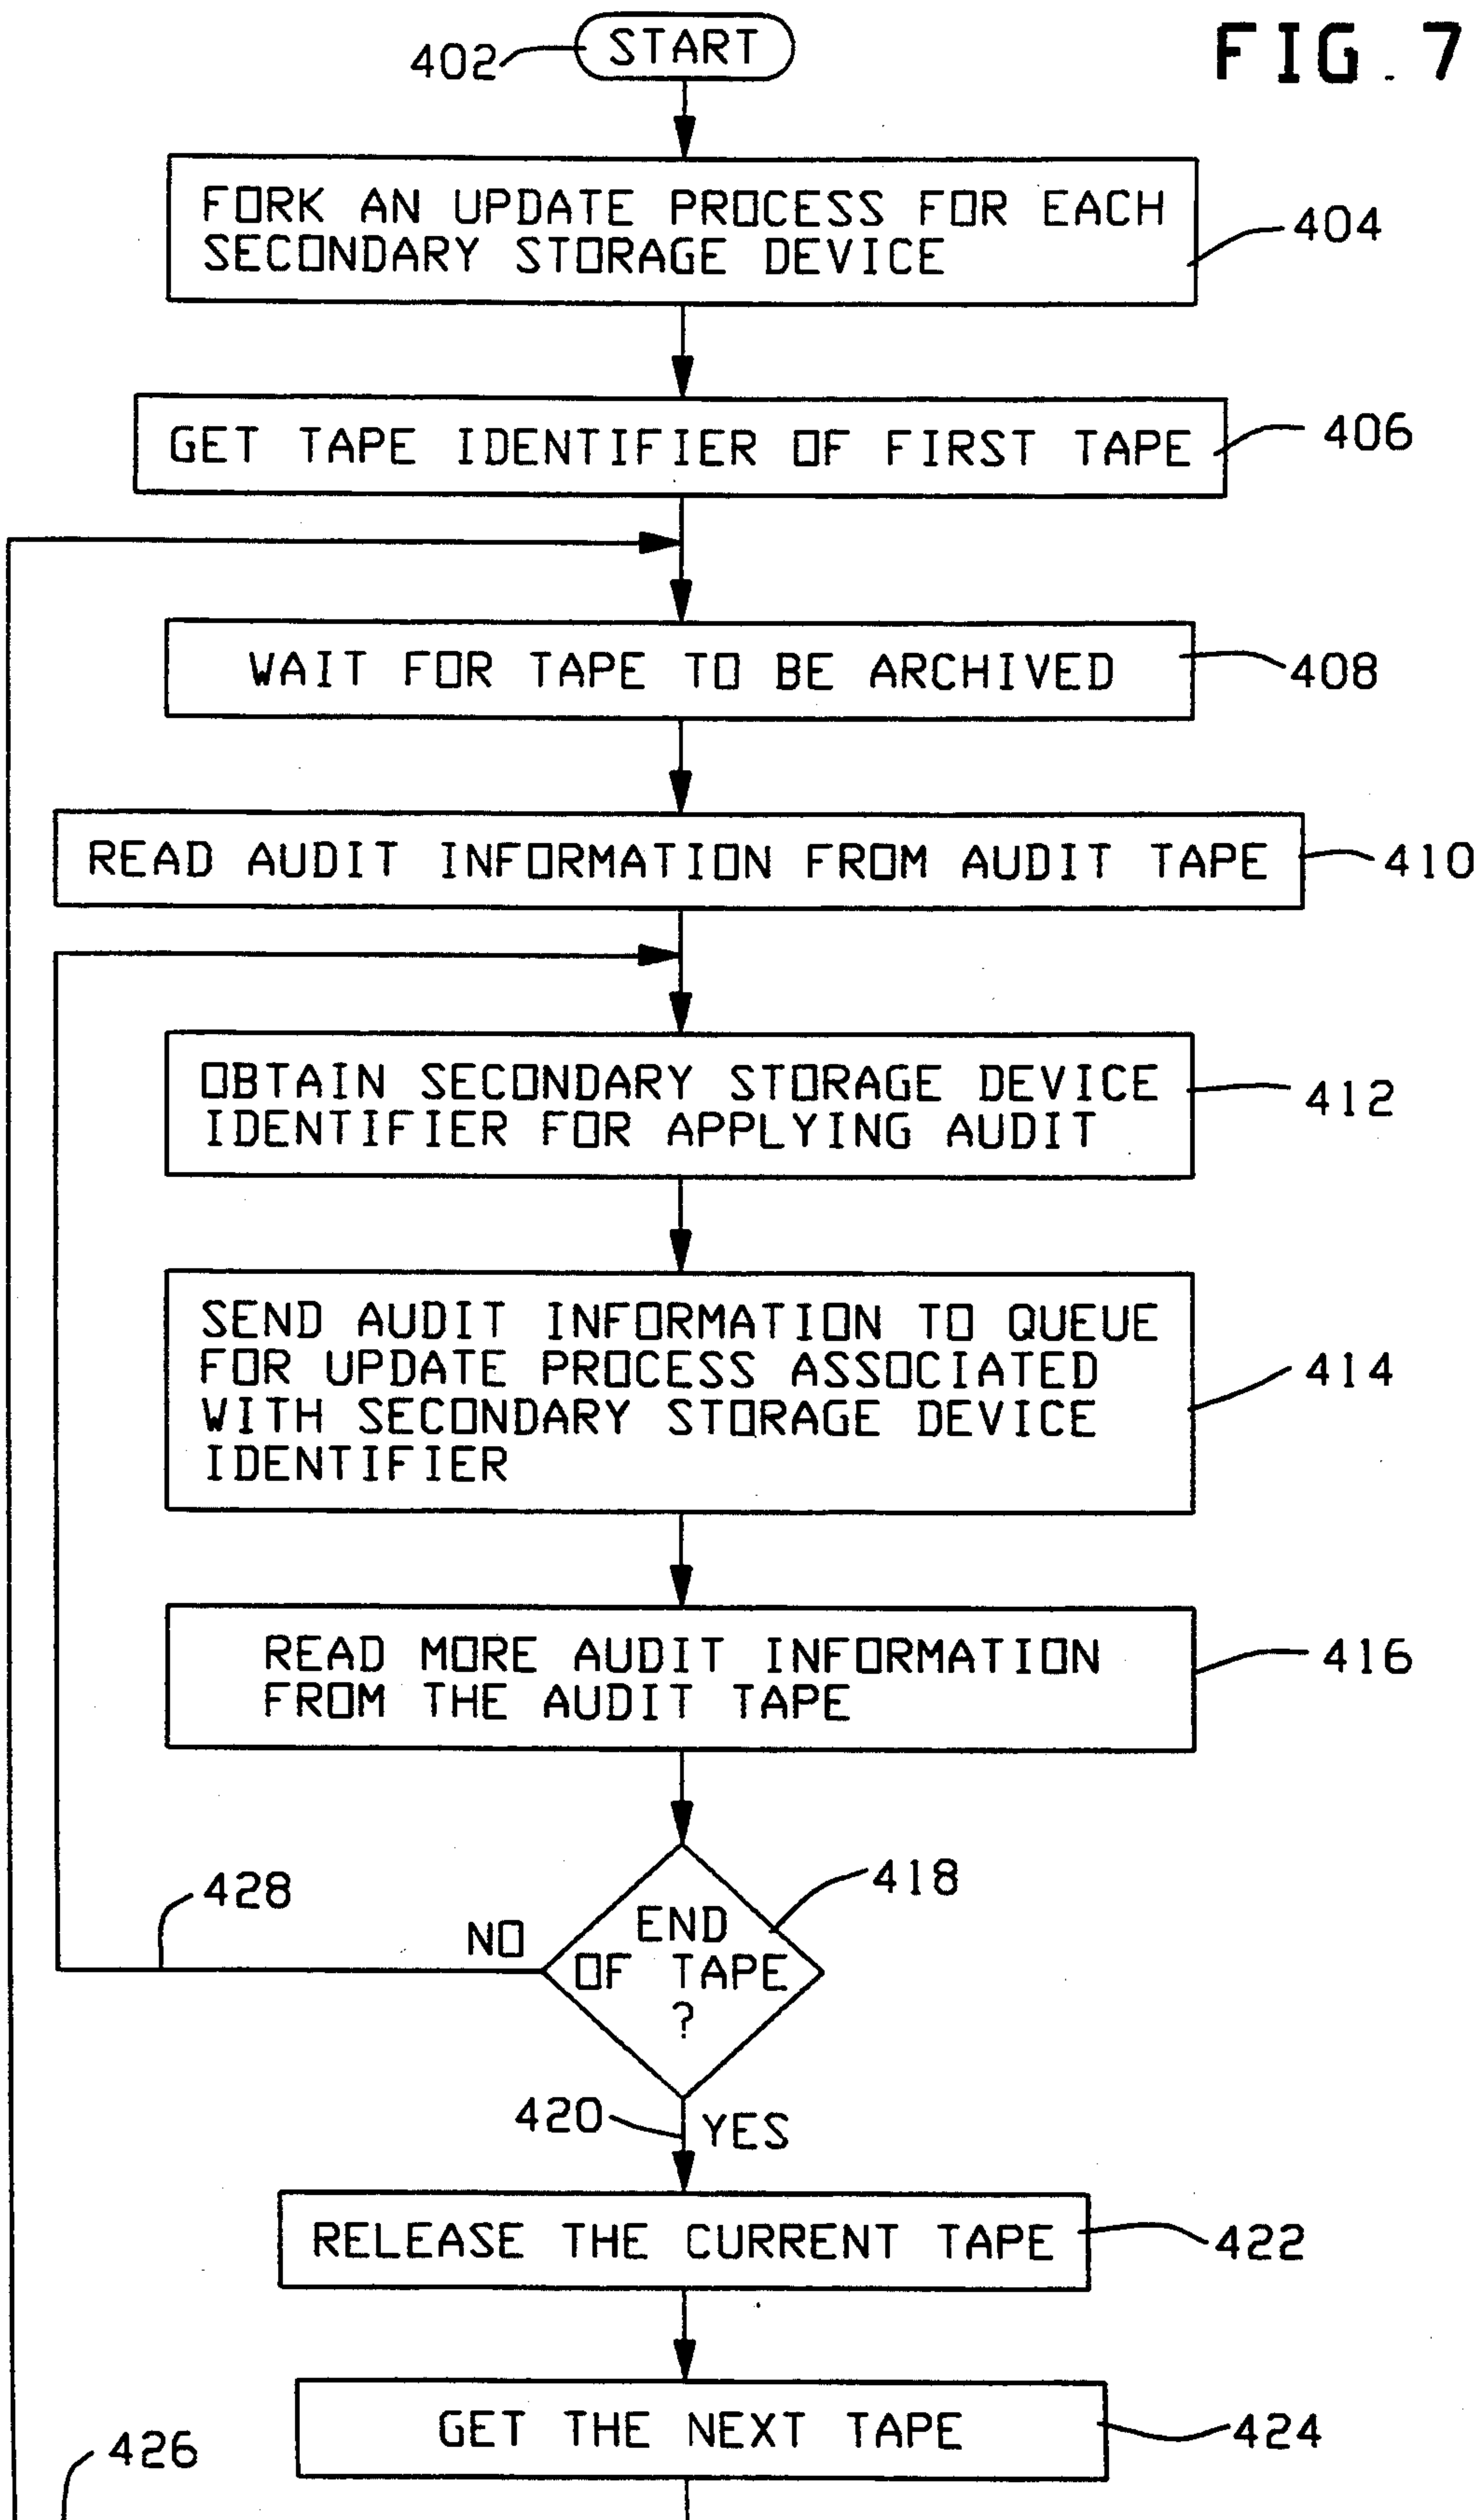 FIG. 7
402
START
FORK AN UPDATE PROCESS FOR EACH
SECONDARY STORAGE DEVICE
404
GET TAPE IDENTIFIER OF FIRST TAPE
406
WAIT FOR TAPE TO BE ARCHIVED
408
READ AUDIT INFORMATION FROM AUDIT TAPE
410
OBTAIN SECONDARY STORAGE DEVICE
IDENTIFIER FOR APPLYING AUDIT
412
SEND AUDIT INFORMATION TO QUEUE
FOR UPDATE PROCESS ASSOCIATED
WITH SECONDARY STORAGE DEVICE
IDENTIFIER
414
READ MORE AUDIT INFORMATION
FROM THE AUDIT TAPE
416
418
428
NO
END
OF TAPE
?
420
YES
RELEASE THE CURRENT TAPE
422
GET THE NEXT TAPE
424
426